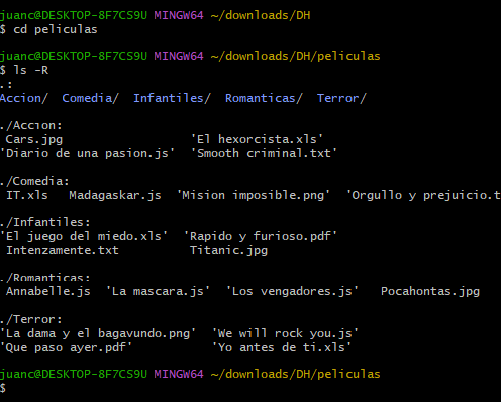 juanc@DESKTOP-8F7CS9U MINGW64 ~/downloads/DH
$ cd peliculas
juanc@DESKTOP-8F7CS9U MINGW64 ~/downloads/DH/peliculas
$ ls -R
.:
Accion/  Comedia/  Infantiles/  Romanticas/  Terror/
./Accion:
Cars.jpg  'El hexorcista.xls'
'Diario de una pasion.js'  'Smooth criminal.txt'
./Comedia:
IT.xls  Madagaskar.js  'Mision imposible.png'  'Orgullo y prejuicio.t
./Infantiles:
'El juego del miedo.xls'  'Rapido y furioso.pdf'
Intenzamente.txt  Titanic.jpg
./Romanticas:
Annabelle.js  'La mascara.js'  'Los vengadores.js'  Pocahontas.jpg
./Terror:
'La dama y el bagavundo.png'  'We will rock you.js'
'Que paso ayer.pdf'  'Yo antes de ti.xls'
juanc@DESKTOP-8F7CS9U MINGW64 ~/downloads/DH/peliculas
$